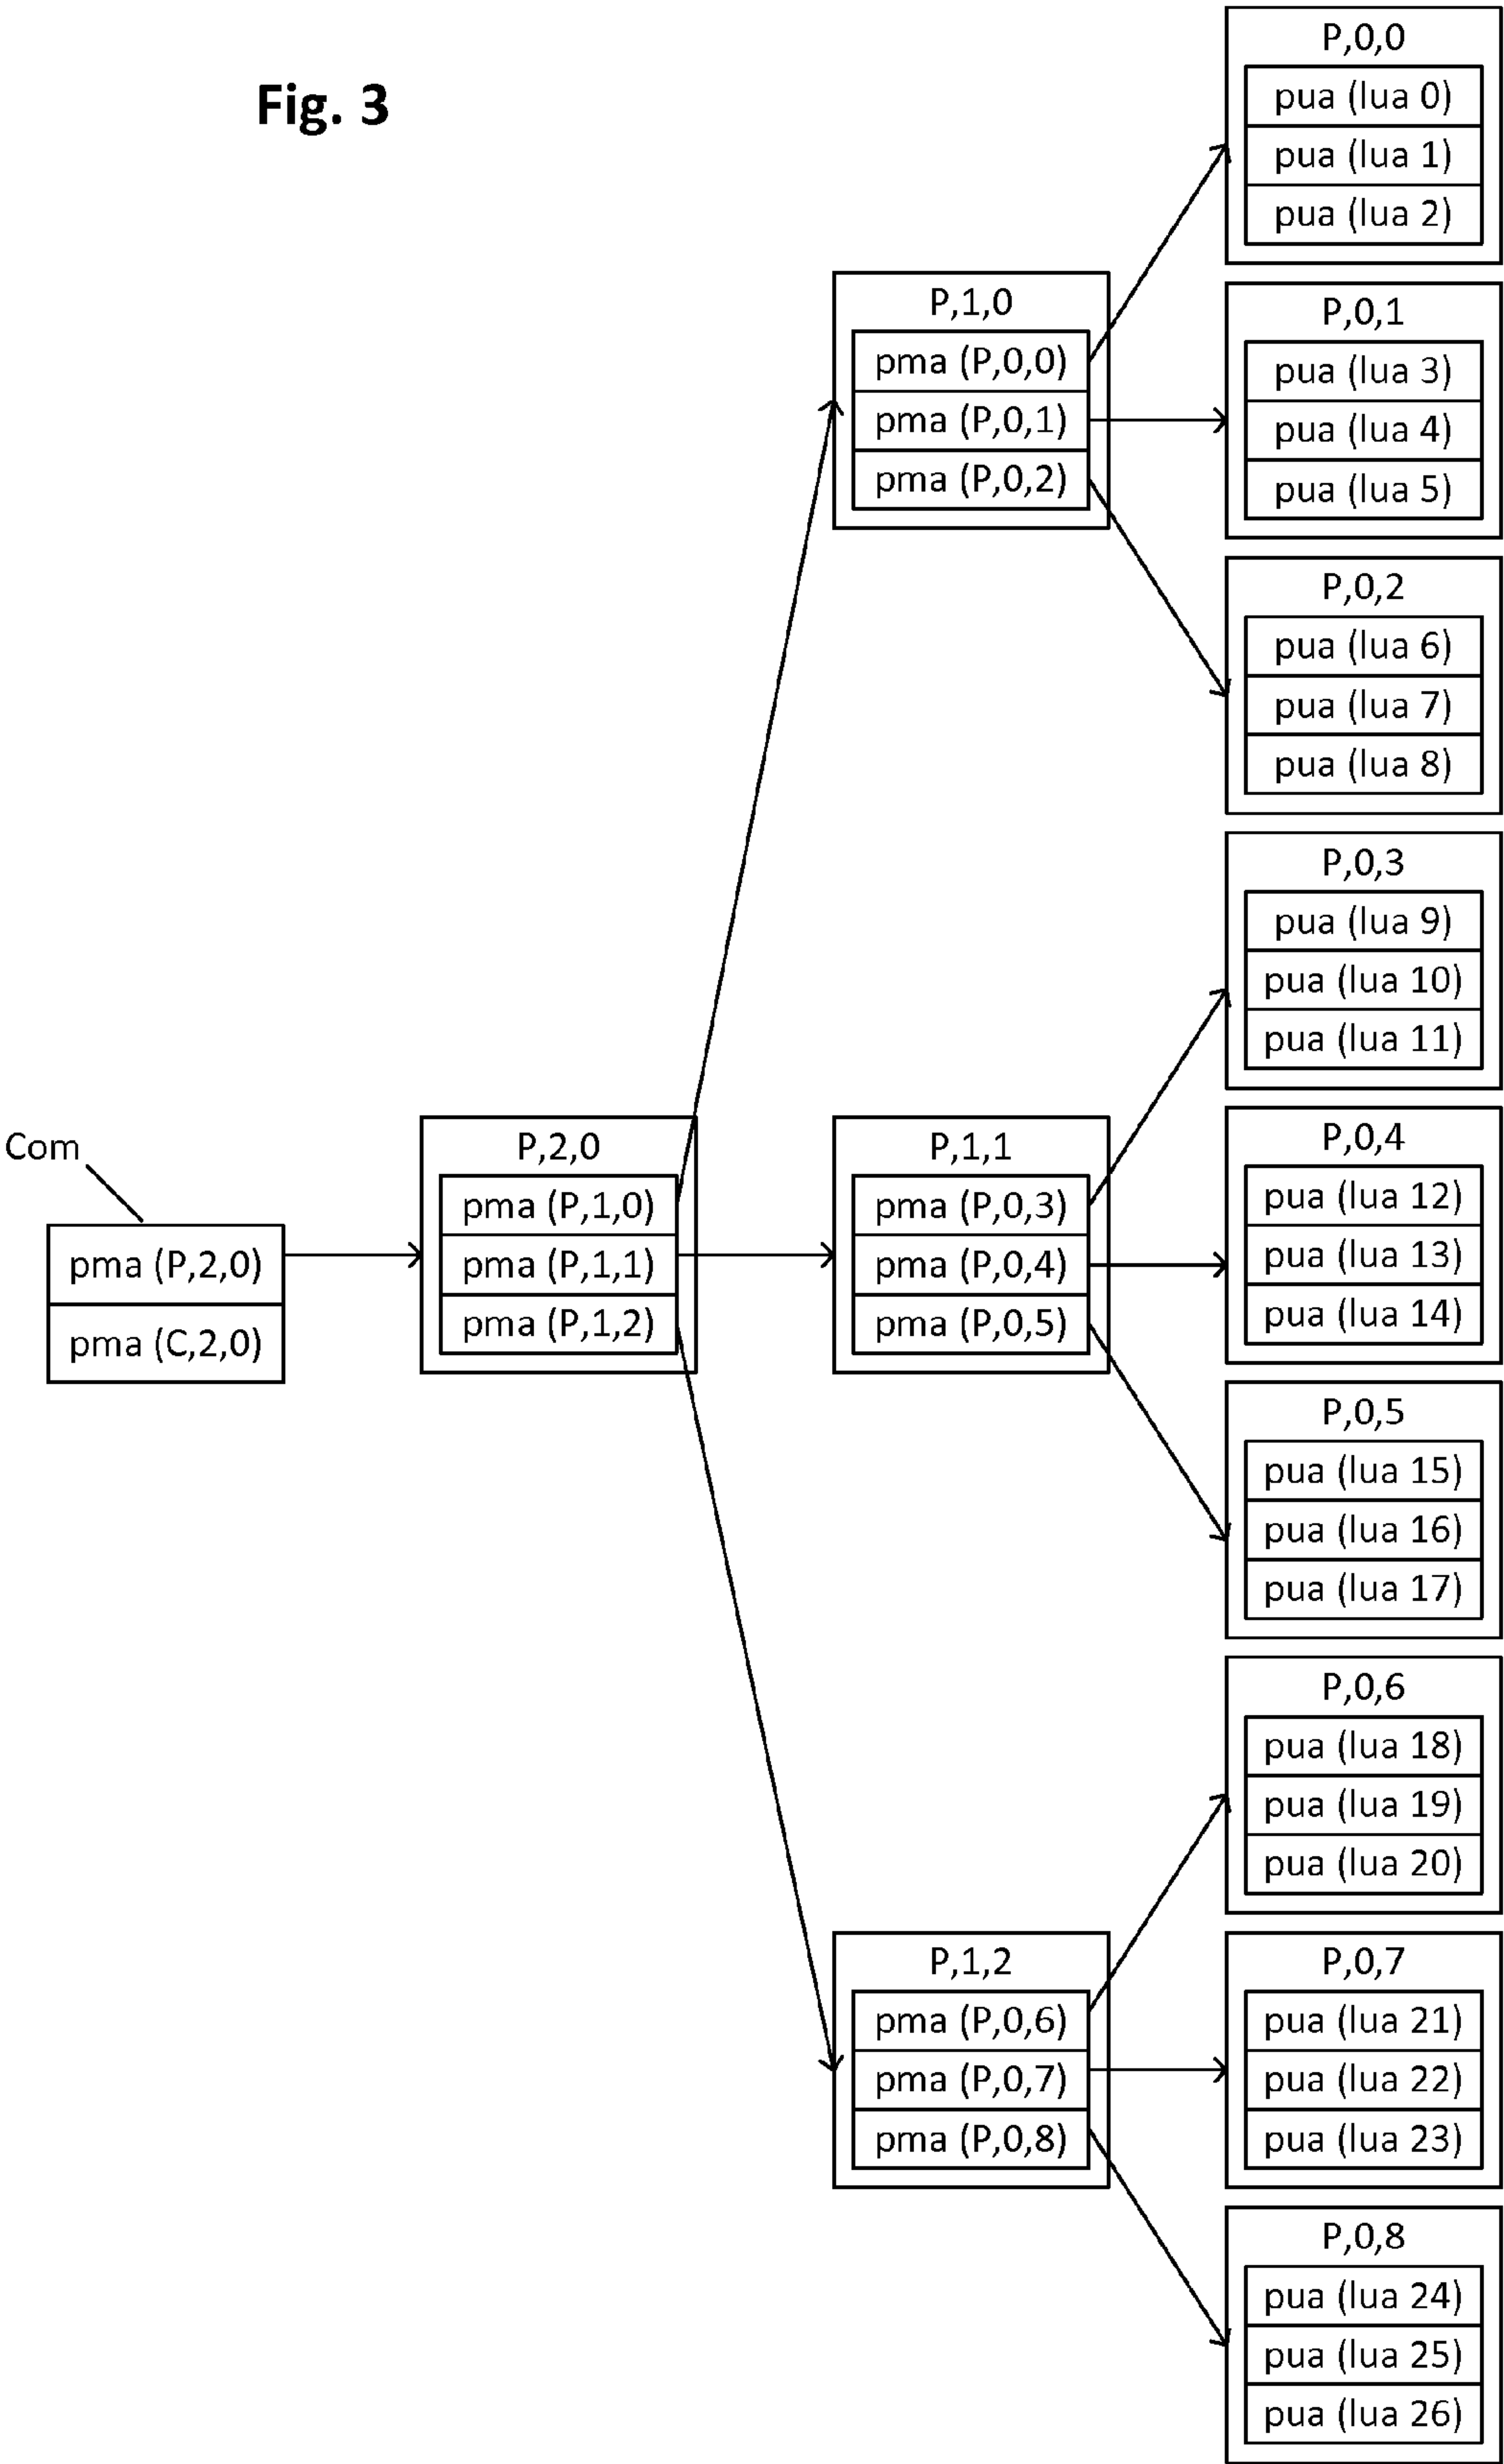 Fig. 3
Com
pma (P,2,0)
pma (C,2,0)
P,2,0
pma (P,1,0)
pma (P,1,1)
pma (P,1,2)
P,1,0
pma (P,0,0)
pma (P,0,1)
pma (P,0,2)
P,1,1
pma (P,0,3)
pma (P,0,4)
pma (P,0,5)
P,1,2
pma (P,0,6)
pma (P,0,7)
pma (P,0,8)
P,0,0
pua (lua 0)
pua (lua 1)
pua (lua 2)
P,0,1
pua (lua 3)
pua (lua 4)
pua (lua 5)
P,0,2
pua (lua 6)
pua (lua 7)
pua (lua 8)
P,0,3
pua (lua 9)
pua (lua 10)
pua (lua 11)
P,0,4
pua (lua 12)
pua (lua 13)
pua (lua 14)
P,0,5
pua (lua 15)
pua (lua 16)
pua (lua 17)
P,0,6
pua (lua 18)
pua (lua 19)
pua (lua 20)
P,0,7
pua (lua 21)
pua (lua 22)
pua (lua 23)
P,0,8
pua (lua 24)
pua (lua 25)
pua (lua 26)